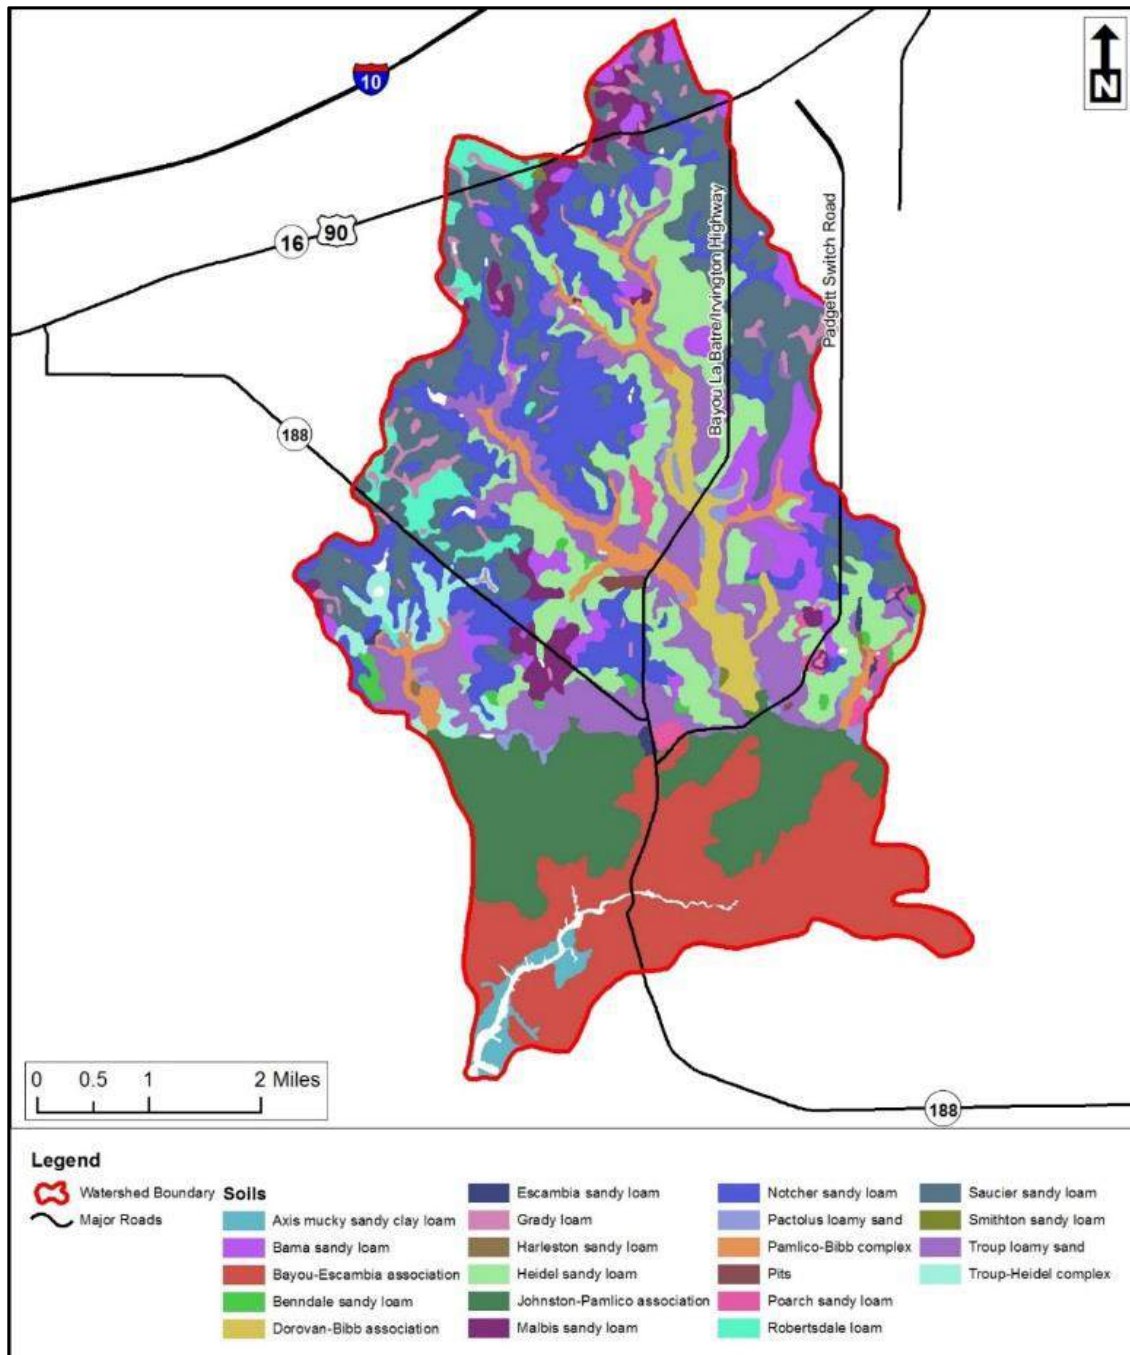 N
10
16
90
Bayou La Batre/Irvington Highway
Padgett Switch Road
188
0 0.5 1 2 Miles
188
Legend
Watershed Boundary
Major Roads
Soils
Axis mucky sandy clay loam
Bama sandy loam
Bayou-Escambia association
Benndale sandy loam
Dorovan-Bibb association
Escambia sandy loam
Grady loam
Harleston sandy loam
Heidel sandy loam
Johnston-Pamlico association
Malbis sandy loam
Notcher sandy loam
Pactolus loamy sand
Pamlico-Bibb complex
Pits
Poarch sandy loam
Robertsdale loam
Saucier sandy loam
Smithton sandy loam
Troup loamy sand
Troup-Heidel complex